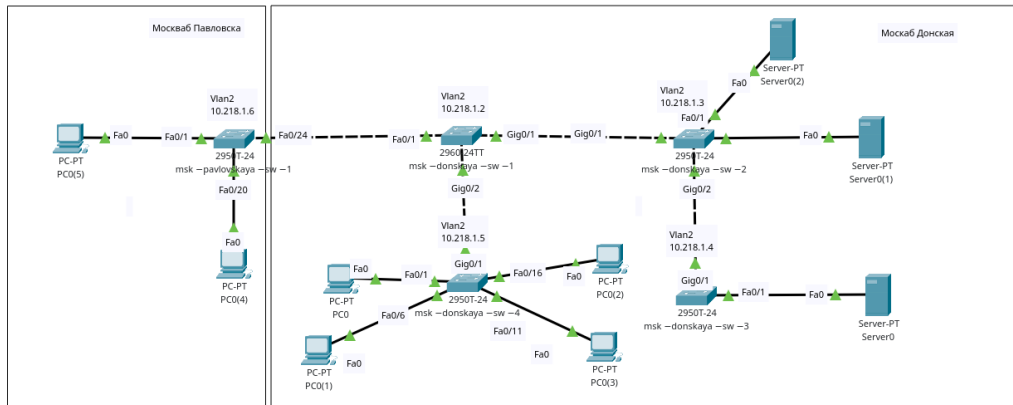 Москваб Павловска
Москаб Донская
Server-PT
Server0(2)
Fa0
Vlan2
10.218.1.6
Vlan2
10.218.1.2
Vlan2
10.218.1.3
Fa0/1
Fa0
Fa0/1
Fa0/24
Fa0/1
Gig0/1
Gig0/1
Fa0
PC-PT
PC0(5)
2950T-24
msk −pavlovskaya −sw −1
2960-24TT
msk −donskaya −sw −1
2950T-24
msk −donskaya −sw −2
Server-PT
Server0(1)
Fa0/20
Gig0/2
Gig0/2
Fa0
Vlan2
10.218.1.5
Vlan2
10.218.1.4
PC-PT
PC0(4)
Gig0/1
Fa0
Fa0/1
Fa0/16
Fa0
PC-PT
PC0(2)
Gig0/1
Fa0/1
Fa0
PC-PT
PC0
2950T-24
msk −donskaya −sw −4
2950T-24
msk −donskaya −sw −3
Server-PT
Server0
Fa0/6
Fa0/11
Fa0
Fa0
PC-PT
PC0(1)
PC-PT
PC0(3)